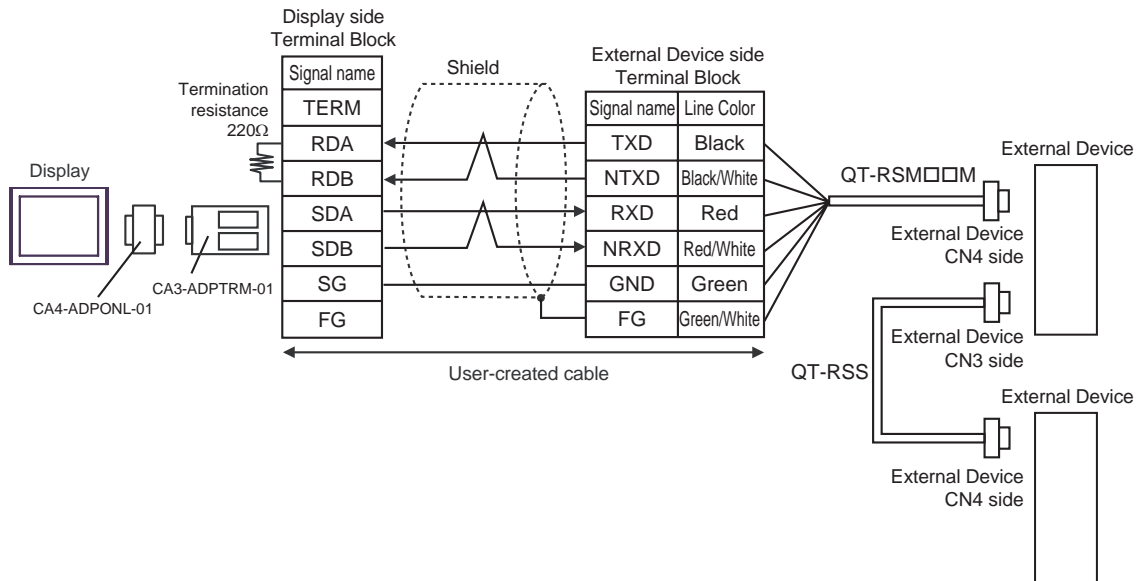 Display side
Terminal Block
Signal name
TERM
RDA
RDB
SDA
SDB
SG
FG
Termination
resistance
220Ω
Shield
External Device side
Terminal Block
Signal name Line Color
TXD Black
NTXD Black/White
RXD Red
NRXD Red/White
GND Green
FG Green/White
Display
CA4-ADPONL-01
CA3-ADPTRM-01
User-created cable
QT-RSM□□M
External Device
External Device
CN4 side
External Device
CN3 side
QT-RSS
External Device
External Device
CN4 side